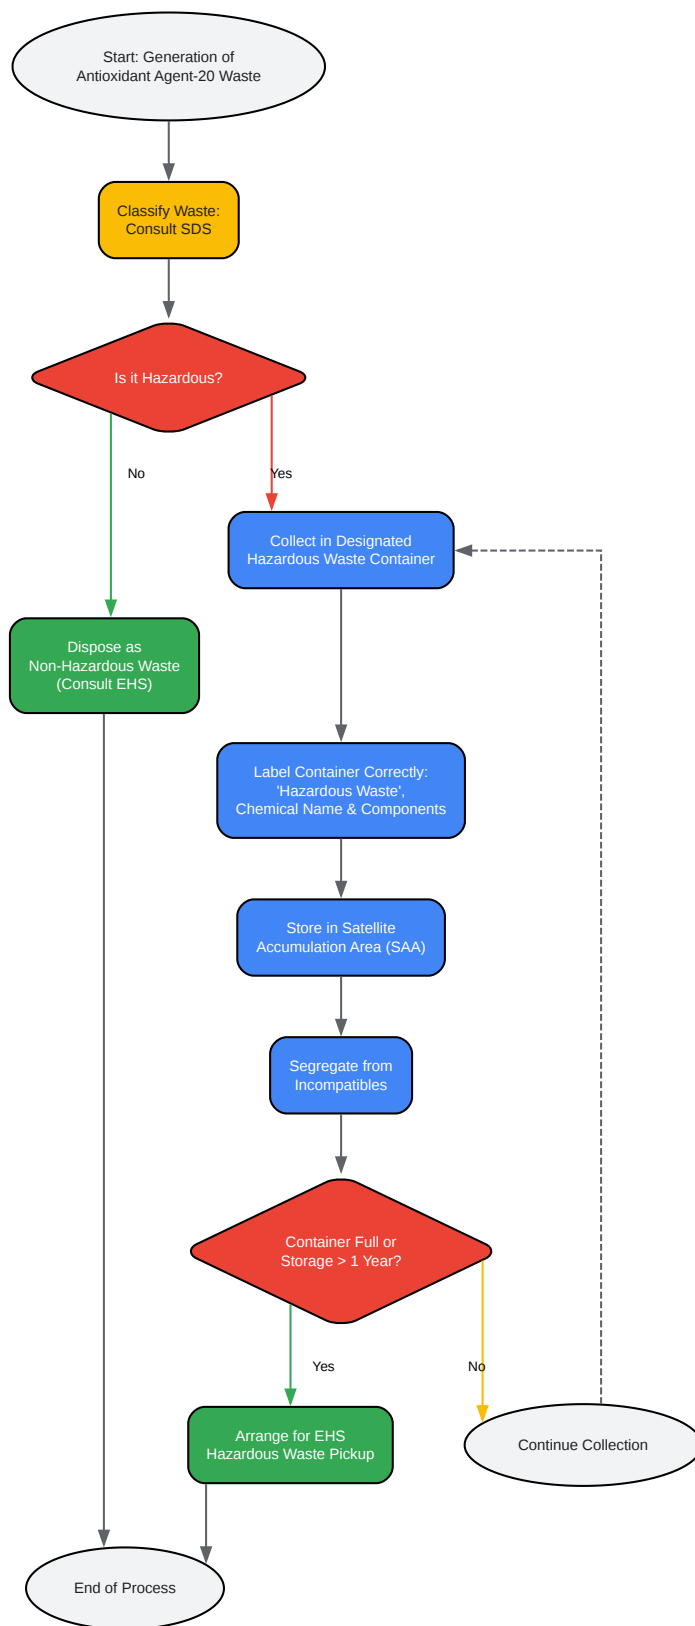 Start: Generation of
Antioxidant Agent-20 Waste
Classify Waste:
Consult SDS
Is it Hazardous?
No
Yes
Collect in Designated
Hazardous Waste Container
Dispose as
Non-Hazardous Waste
(Consult EHS)
Label Container Correctly:
'Hazardous Waste',
Chemical Name & Components
Store in Satellite
Accumulation Area (SAA)
Segregate from
Incompatibles
Container Full or
Storage > 1 Year?
Yes
No
Arrange for EHS
Hazardous Waste Pickup
Continue Collection
End of Process